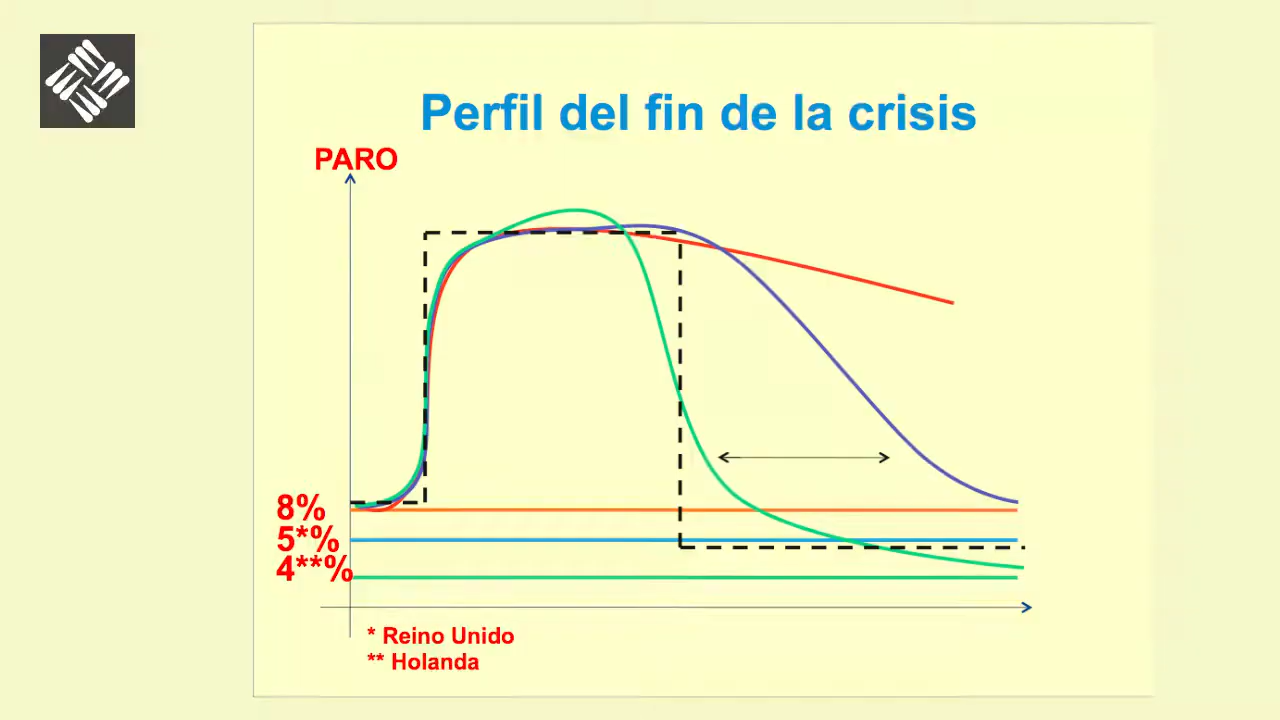 Perfil del fin de la crisis
PARO
8%
5*%
4**%
* Reino Unido
** Holanda